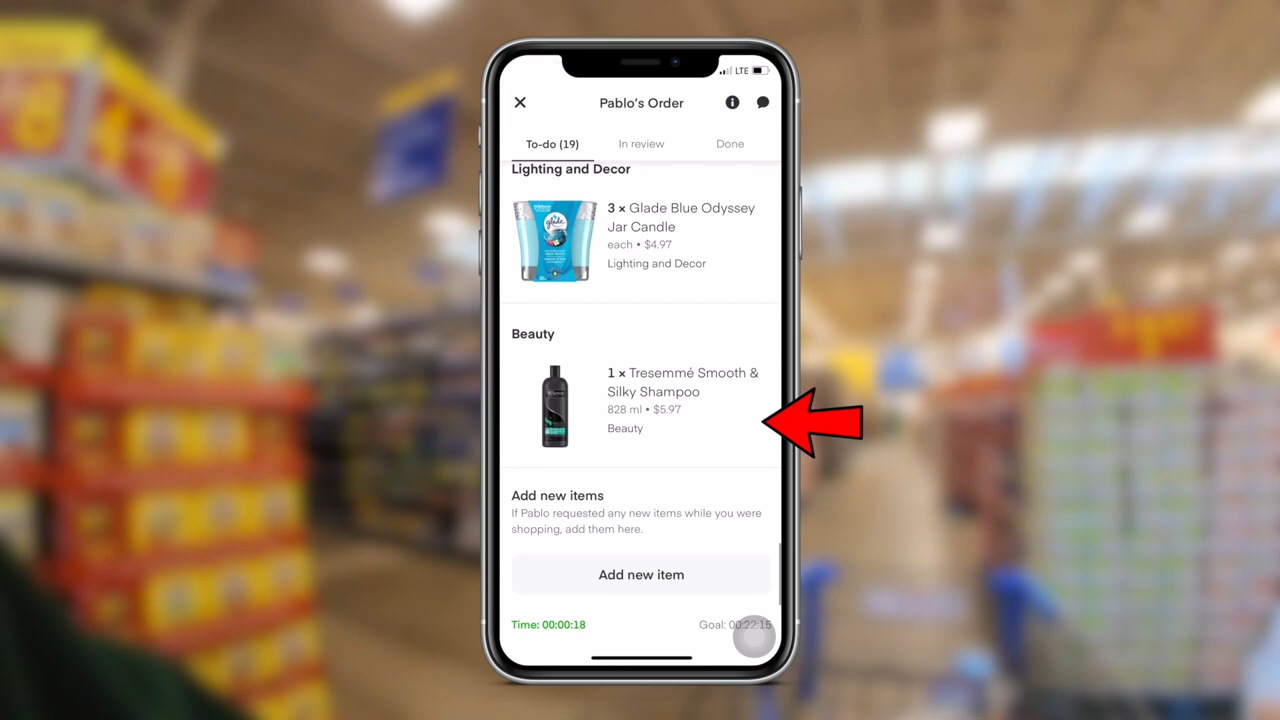 LTE
Pablo's Order
To-do (19)
In review
Done
Lighting and Decor
3 × Glade Blue Odyssey
Jar Candle
each • $4.97
Lighting and Decor
glade
Beauty
1 × Tresemmé Smooth &
Silky Shampoo
828 ml • $5.97
Beauty
Add new items
If Pablo requested any new items while you were
shopping, add them here.
Add new item
Time: 00:00:18
Goal: 00:22:15